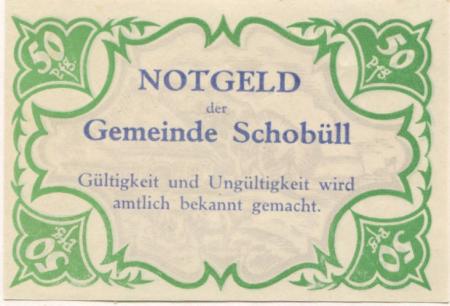 50
Pfg.
50
Pfg
NOTGELD
der
Gemeinde Schobüll
Gültigkeit und Ungültigkeit wird
amtlich bekannt gemacht.
50
Pfg
50
Pfg